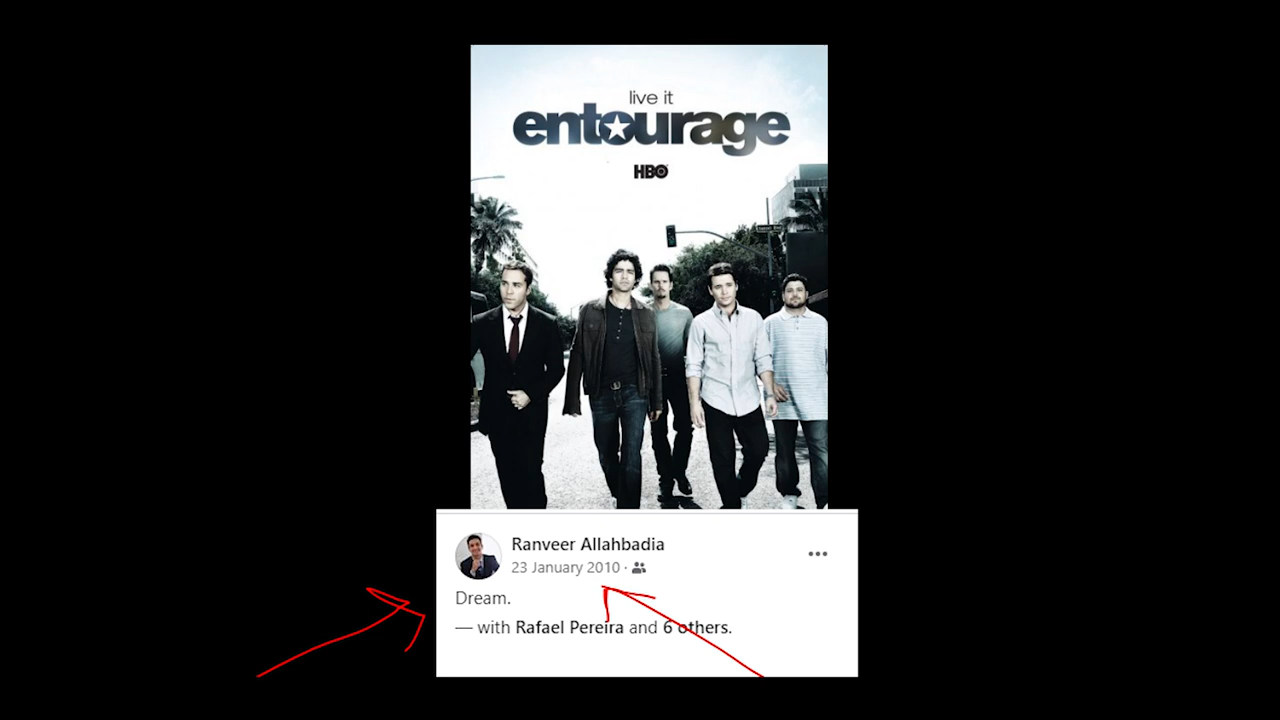 live it
entourage
HBO
Ranveer Allahbadia
23 January 2010 ·
Dream.
— with Rafael Pereira and 6 others.